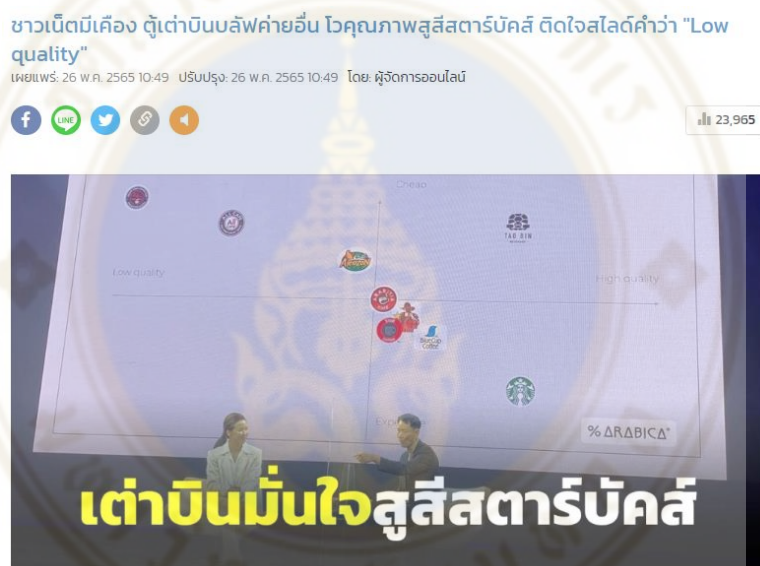 ชาวเน็ตมีเคือง ตู้เต่าบินบลัฟค่ายอื่น โวคุณภาพสูสีสตาร์บัคส์ ติดใจสไลด์คำว่า "Low
quality"
เผยแพร่: 26 พ.ค. 2565 10:49 ปรับปรุง: 26 พ.ค. 2565 10:49 โดย: ผู้จัดการออนไลน์
LINE
23,965
Cheap
TAO BIN
Low quality
High quality
BlueCup
Coffee
% ARABICA
เต่าบินมั่นใจสูสีสตาร์บัคส์